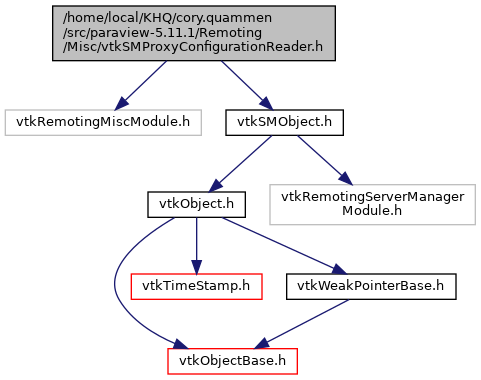 /home/local/KHQ/cory.quammen
/src/paraview-5.11.1/Remoting
/Misc/vtkSMProxyConfigurationReader.h
vtkRemotingMiscModule.h
vtkSMObject.h
vtkObject.h
vtkRemotingServerManager
Module.h
vtkTimeStamp.h
vtkWeakPointerBase.h
vtkObjectBase.h